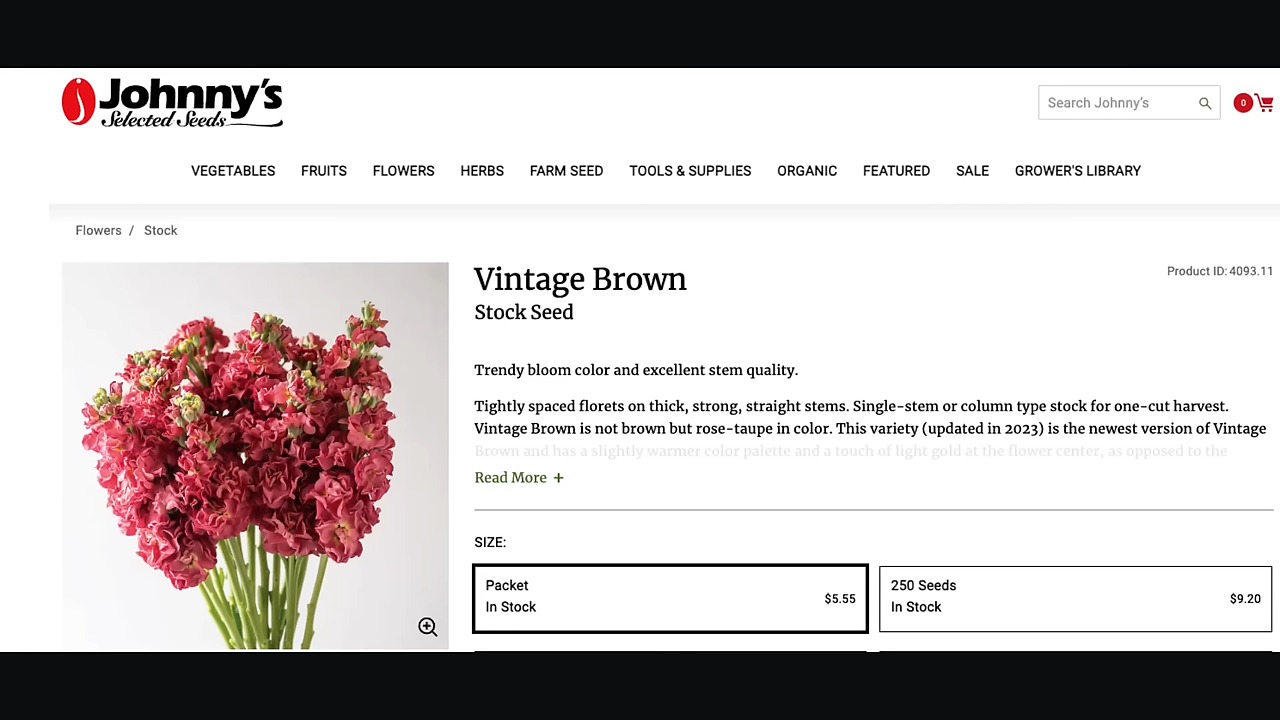 Johnny's
Selected Seeds
Search Johnny's
0
VEGETABLES FRUITS FLOWERS HERBS FARM SEED TOOLS & SUPPLIES ORGANIC FEATURED SALE GROWER'S LIBRARY
Flowers / Stock
Vintage Brown
Product ID: 4093.11
Stock Seed
Trendy bloom color and excellent stem quality.
Tightly spaced florets on thick, strong, straight stems. Single-stem or column type stock for one-cut harvest.
Vintage Brown is not brown but rose-taupe in color. This variety (updated in 2023) is the newest version of Vintage
Brown and has a slightly warmer color palette and a touch of light gold at the flower center, as opposed to the
Read More +
SIZE:
Packet
In Stock
$5.55
250 Seeds
In Stock
$9.20